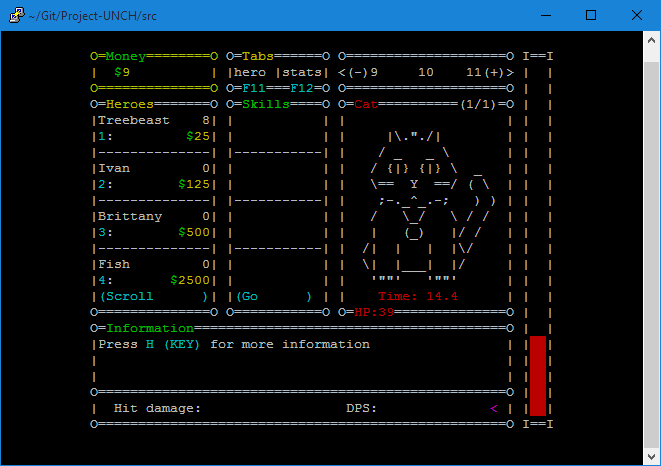 ~/Git/Project-UNCH/src
O=Money=========O O=Tabs======O O=====================O I==I
|  $9           | |hero |stats| <(-)9     10    11(+)> | |
O===============O O=F11===F12=O O=====================O | |
O=Heroes========O O=Skills====O O=Cat==========(1/1)=O | |
|Treebeast    8| |           | |                     | | |
1:         $25| |           | |     |\."./|         | | |
|--------------| |-----------| |    / _   _ \        | | |
|Ivan         0| |           | |   / {|} {|} \  _    | | |
2:        $125| |           | |   \==  Y  ==/ ( \   | | |
|--------------| |-----------| |    ;-._^_.-;   ) )  | | |
|Brittany     0| |           | |   /   \_/   \ / /   | | |
3:        $500| |           | |   |   (_)   |/ /    | | |
|--------------| |-----------| |  /|  |   |  |\/     | | |
|Fish         0| |           | |  \|  |___|  |/      | | |
4:       $2500| |           | |   '""'   '""'       | | |
|(Scroll      )| |(Go      ) | |    Time: 14.4       | | |
O===============O O===========O O=HP:39===============O | |
O=Information=========================================O | |
|Press H (KEY) for more information                   | | |
|                                                     | | |
|                                                     | | |
O=====================================================O | |
|  Hit damage:                  DPS:              <  | | |
O=====================================================O I==I